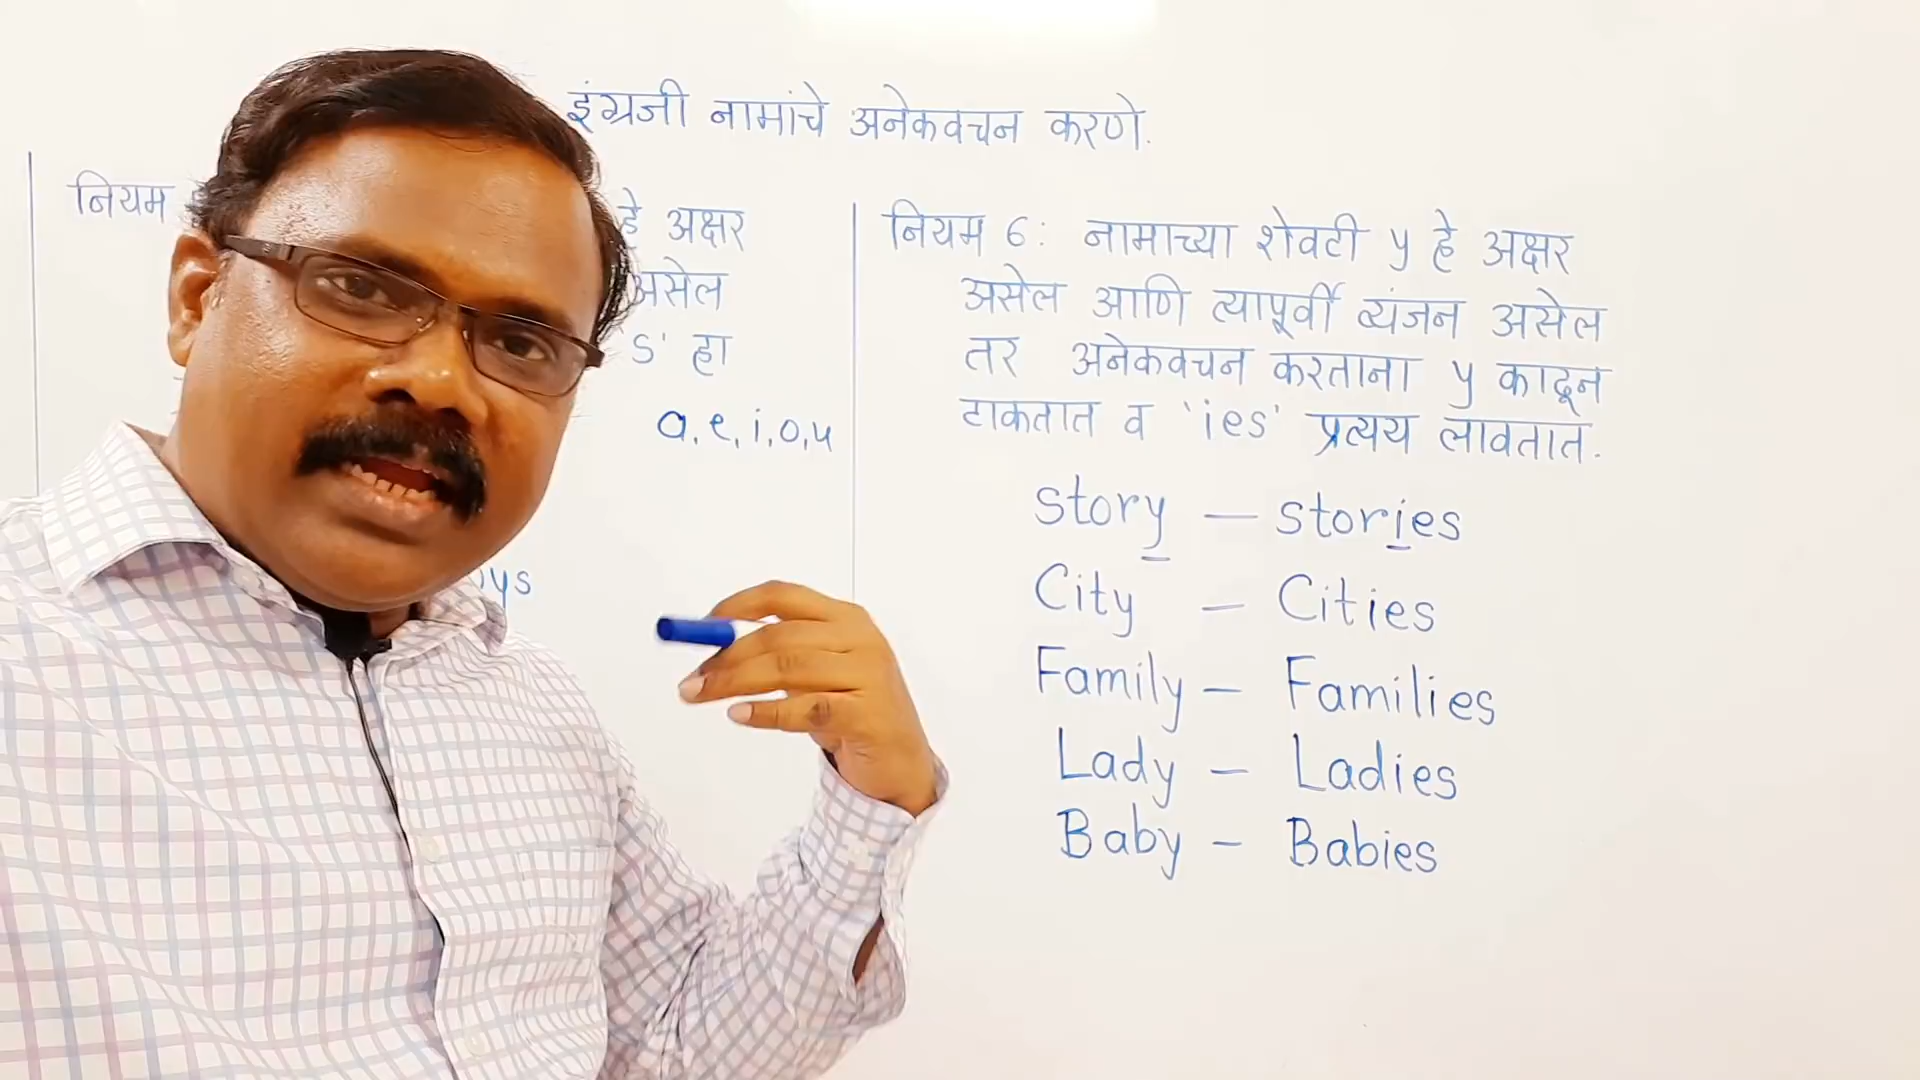 इंग्रजी नामांचे अनेकवचन करणे.
नियम
हे अक्षर
असेल
s' हा
a, e, i, o, u
ys
नियम 6: नामाच्या शेवटी y हे अक्षर
असेल आणि त्यापूर्वी व्यंजन असेल
तर अनेकवचन करताना y काढून
टाकतात व 'ies' प्रत्यय लावतात.
story — stories
City — Cities
Family — Families
Lady — Ladies
Baby — Babies